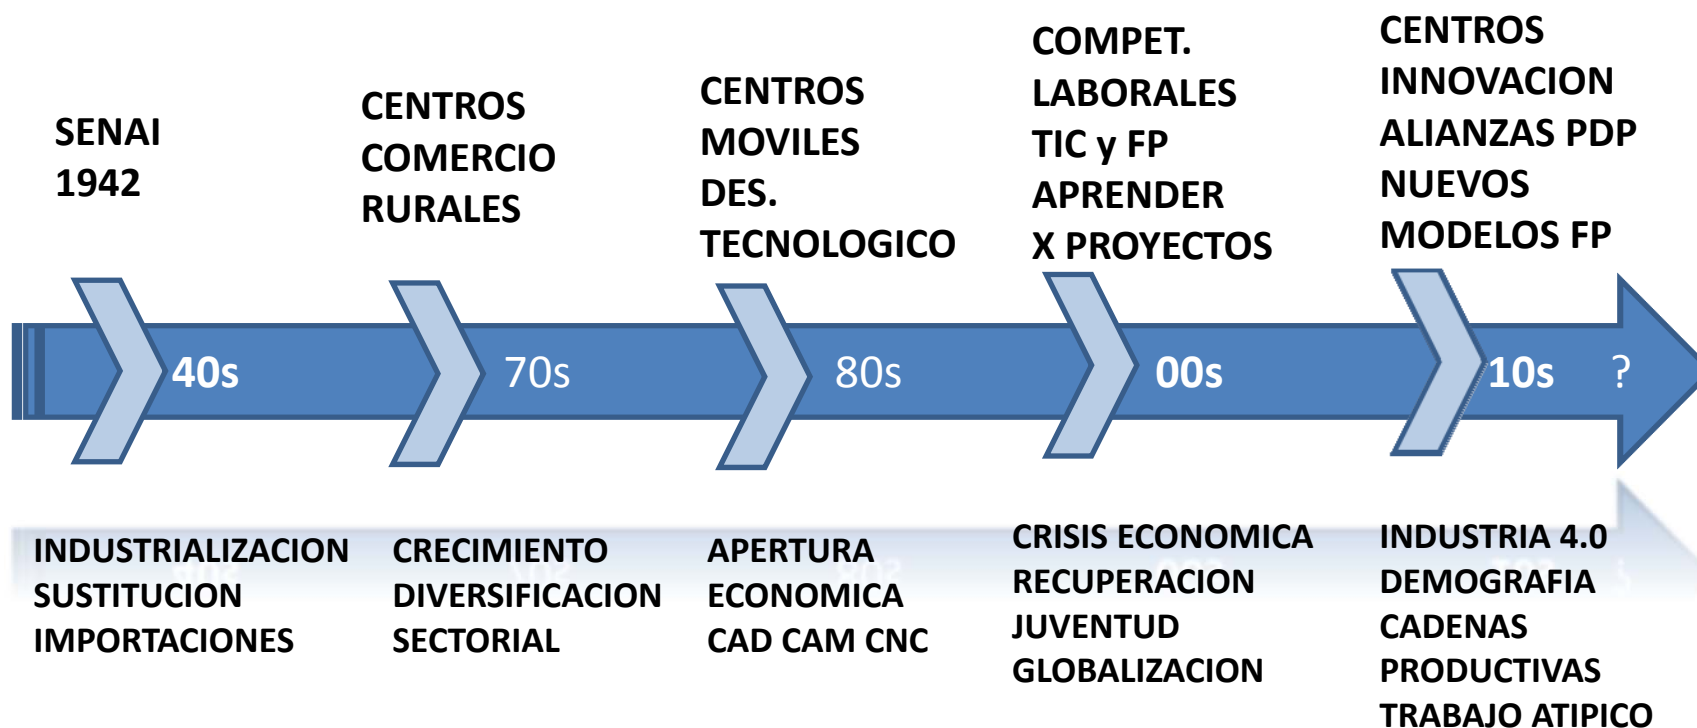 SENAI
1942
CENTROS
COMERCIO
RURALES
CENTROS
MOVILES
DES.
TECNOLOGICO
COMPET.
LABORALES
TIC y FP
APRENDER
X PROYECTOS
CENTROS
INNOVACION
ALIANZAS PDP
NUEVOS
MODELOS FP
40s
70s
80s
00s
10s
?
INDUSTRIALIZACION
SUSTITUCION
IMPORTACIONES
CRECIMIENTO
DIVERSIFICACION
SECTORIAL
APERTURA
ECONOMICA
CAD CAM CNC
CRISIS ECONOMICA
RECUPERACION
JUVENTUD
GLOBALIZACION
INDUSTRIA 4.0
DEMOGRAFIA
CADENAS
PRODUCTIVAS
TRABAJO ATIPICO